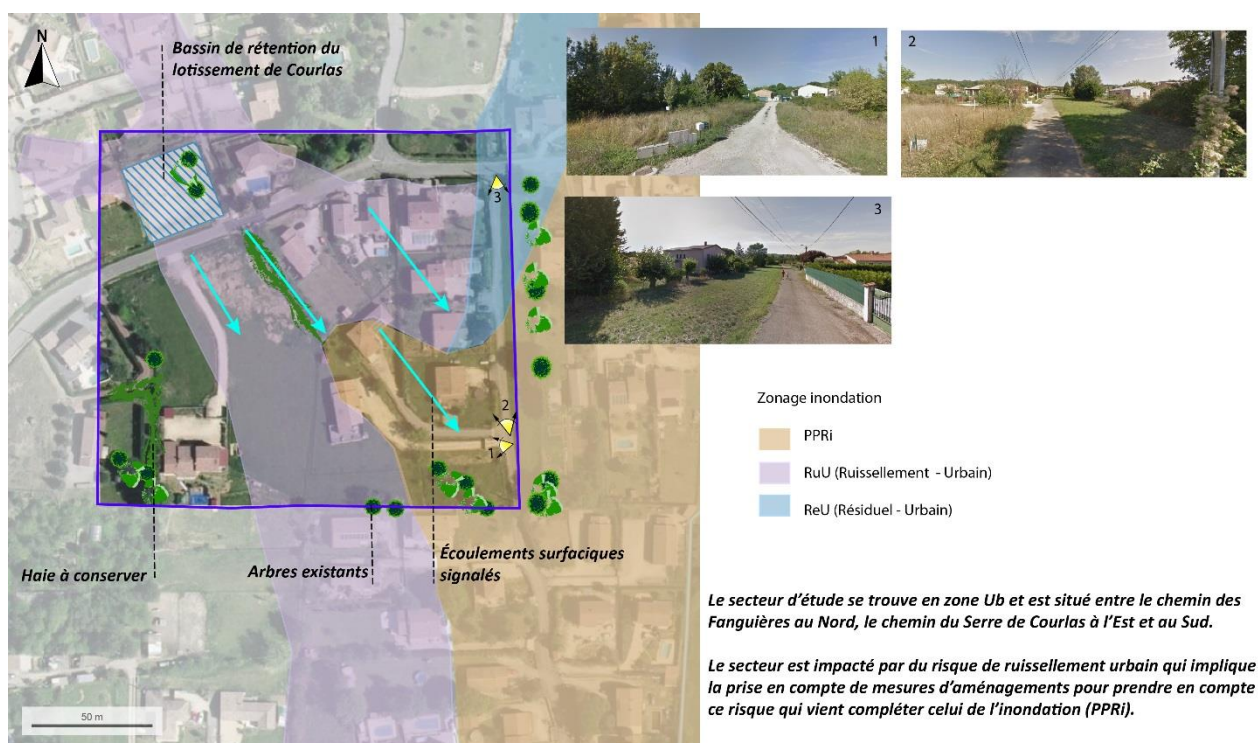 N
Bassin de rétention du
lotissement de Courlas
1
2
3
3
2
1
Haie à conserver
Arbres existants
Écoulements surfaciques
signalés
50 m
Zonage inondation
PPRi
RuU (Ruissellement - Urbain)
ReU (Résiduel - Urbain)
Le secteur d’étude se trouve en zone Ub et est situé entre le chemin des
Fanguières au Nord, le chemin du Serre de Courlas à l’Est et au Sud.
Le secteur est impacté par du risque de ruissellement urbain qui implique
la prise en compte de mesures d’aménagements pour prendre en compte
ce risque qui vient compléter celui de l’inondation (PPRi).